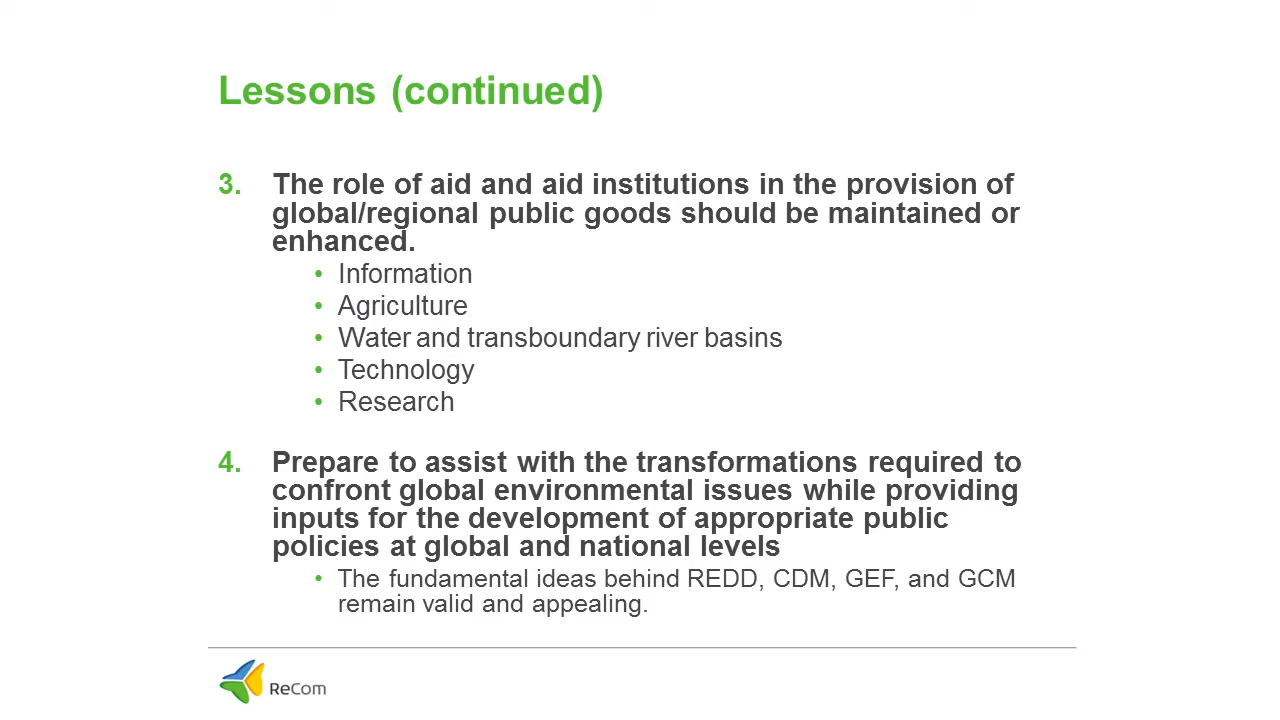 Lessons (continued)
3. The role of aid and aid institutions in the provision of
global/regional public goods should be maintained or
enhanced.
• Information
• Agriculture
• Water and transboundary river basins
• Technology
• Research
4. Prepare to assist with the transformations required to
confront global environmental issues while providing
inputs for the development of appropriate public
policies at global and national levels
• The fundamental ideas behind REDD, CDM, GEF, and GCM
remain valid and appealing.
ReCom